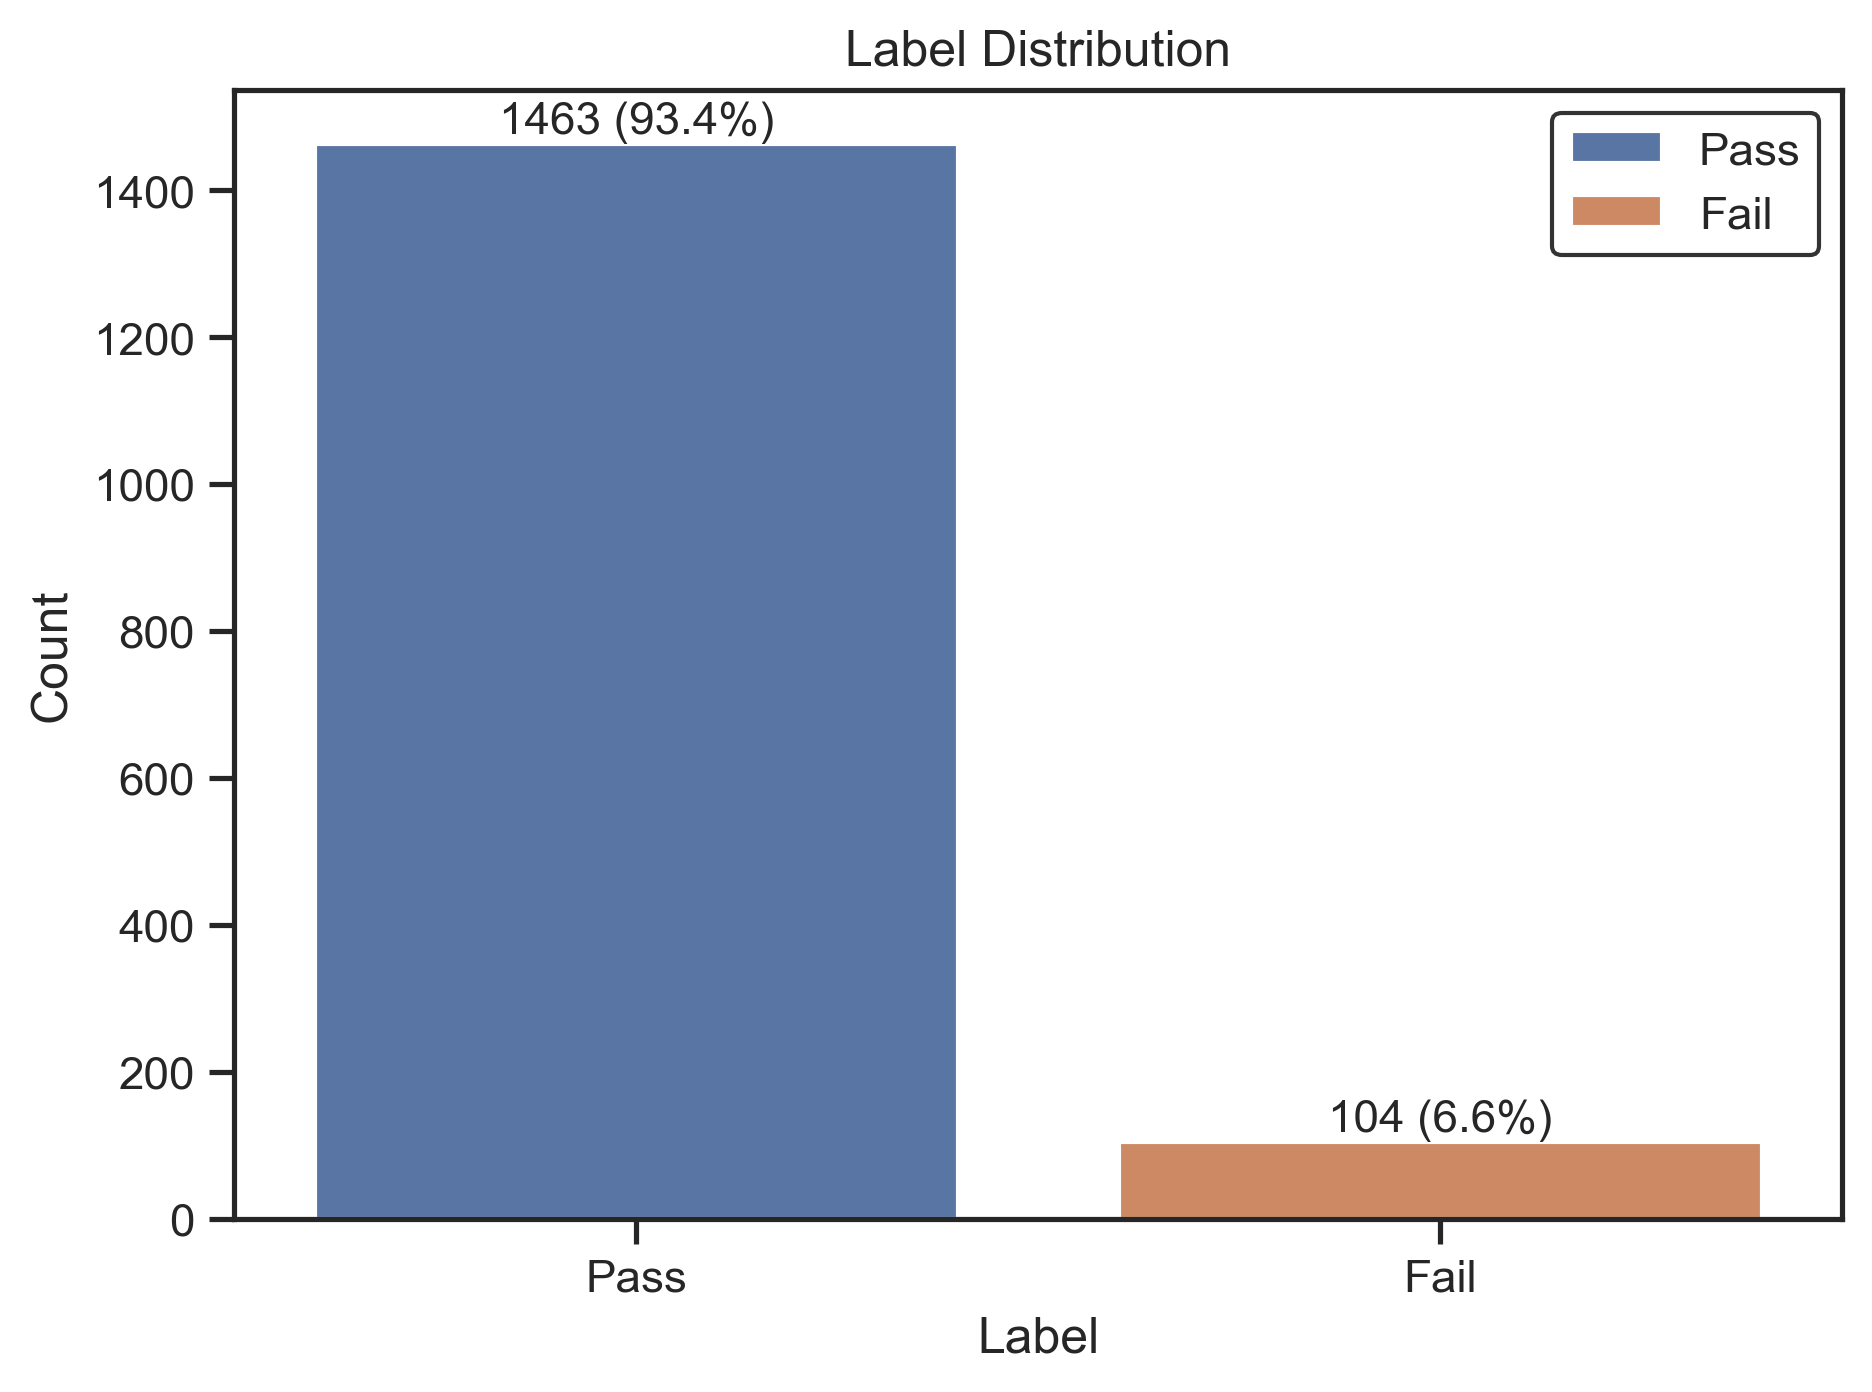 Label Distribution
1463 (93.4%)
Pass
Fail
1400
1200
1000
800
600
400
200
0
Count
104 (6.6%)
Pass
Fail
Label